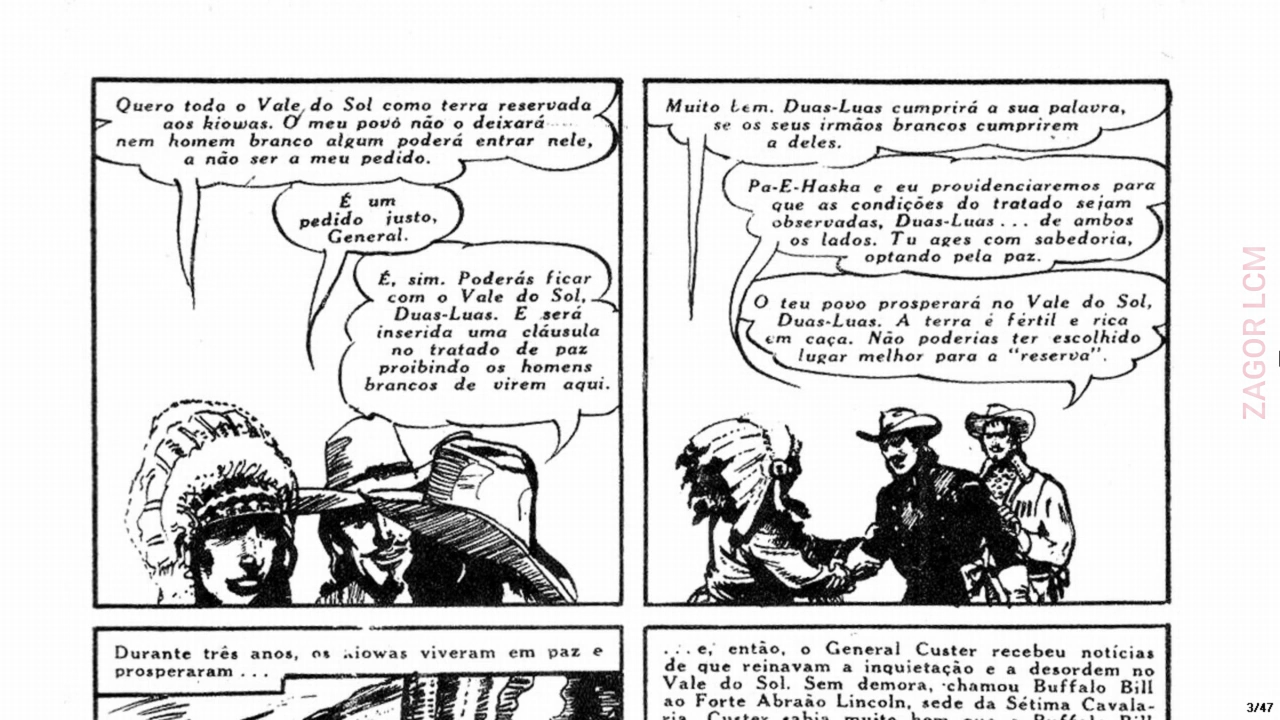 Quero todo o Vale do Sol como terra reservada
aos kiowas. O meu povo não o deixará
nem homem branco algum poderá entrar nele,
a não ser a meu pedido.
É um
pedido justo,
General.
É, sim. Poderás ficar
com o Vale do Sol,
Duas-Luas. E será
inserida uma cláusula
no tratado de paz
proibindo os homens
brancos de virem aqui.
Muito bem. Duas-Luas cumprirá a sua palavra,
se os seus irmãos brancos cumprirem
a deles.
Pa-E-Haska e eu providenciaremos para
que as condições do tratado sejam
observadas, Duas-Luas... de ambos
os lados. Tu ages com sabedoria,
optando pela paz.
O teu povo prosperará no Vale do Sol,
Duas-Luas. A terra é fértil e rica
em caça. Não poderias ter escolhido
lugar melhor para a "reserva".
Durante três anos, os kiowas viveram em paz e
prosperaram ...
...e, então, o General Custer recebeu notícias
de que reinavam a inquietação e a desordem no
Vale do Sol. Sem demora, chamou Buffalo Bill
ao Forte Abraão Lincoln, sede da Sétima Cavala-
ria. Custer sabia muito bem que a Buffalo Bill
ZAGOR LCM
3/47